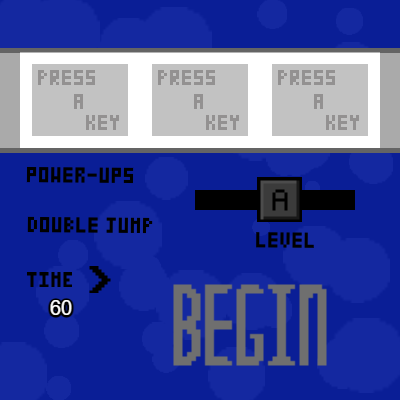 PRESS A KEY
PRESS A KEY
PRESS A KEY
POWER-UPS
A
DOUBLE JUMP
LEVEL
TIME
60
BEGIN